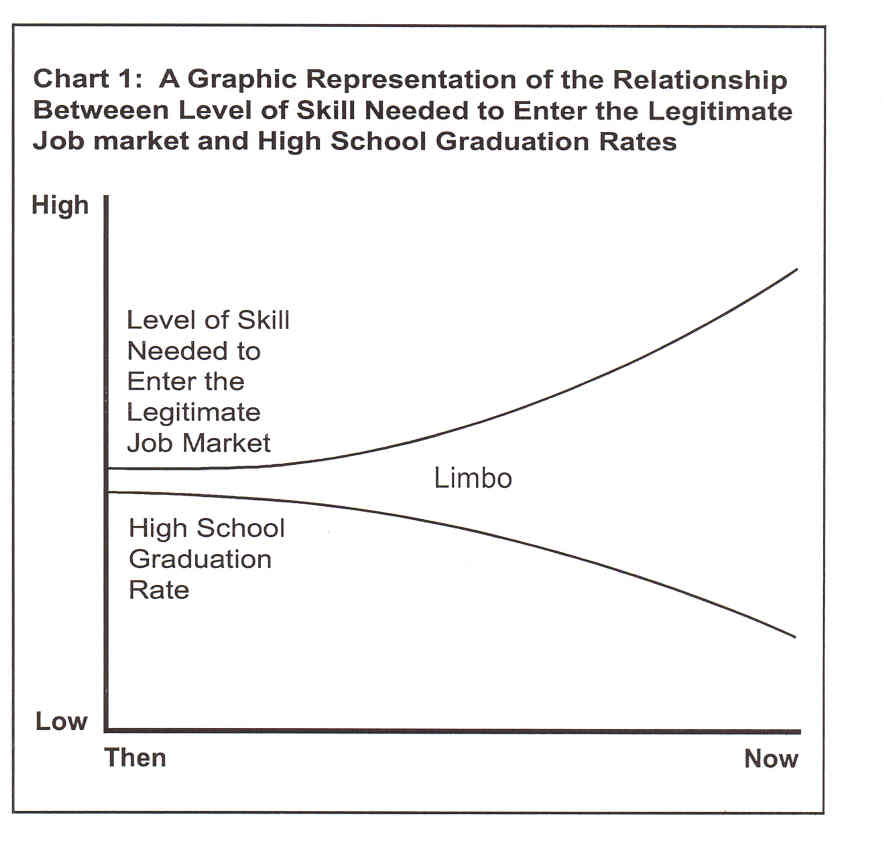 Chart 1:  A Graphic Representation of the Relationship
Betweeen Level of Skill Needed to Enter the Legitimate
Job market and High School Graduation Rates
High
Level of Skill
Needed to
Enter the
Legitimate
Job Market
Limbo
High School
Graduation
Rate
Low
Then
Now